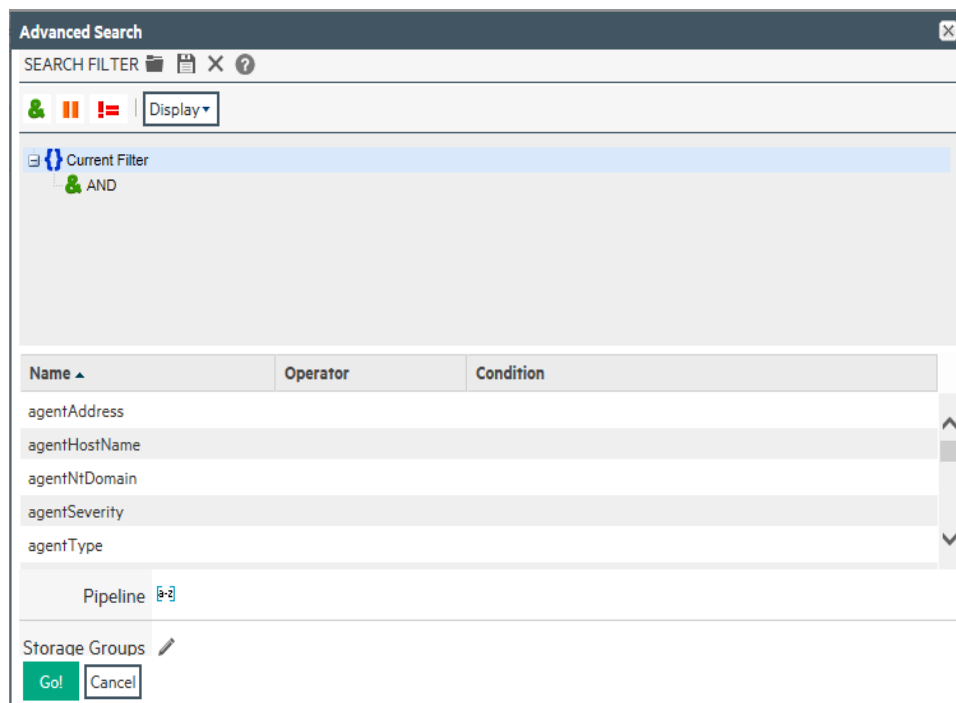 Advanced Search
SEARCH FILTER
& || != Display
{} Current Filter
& AND
Name Operator Condition
agentAddress
agentHostName
agentNtDomain
agentSeverity
agentType
Pipeline [a-z]
Storage Groups
Go! Cancel